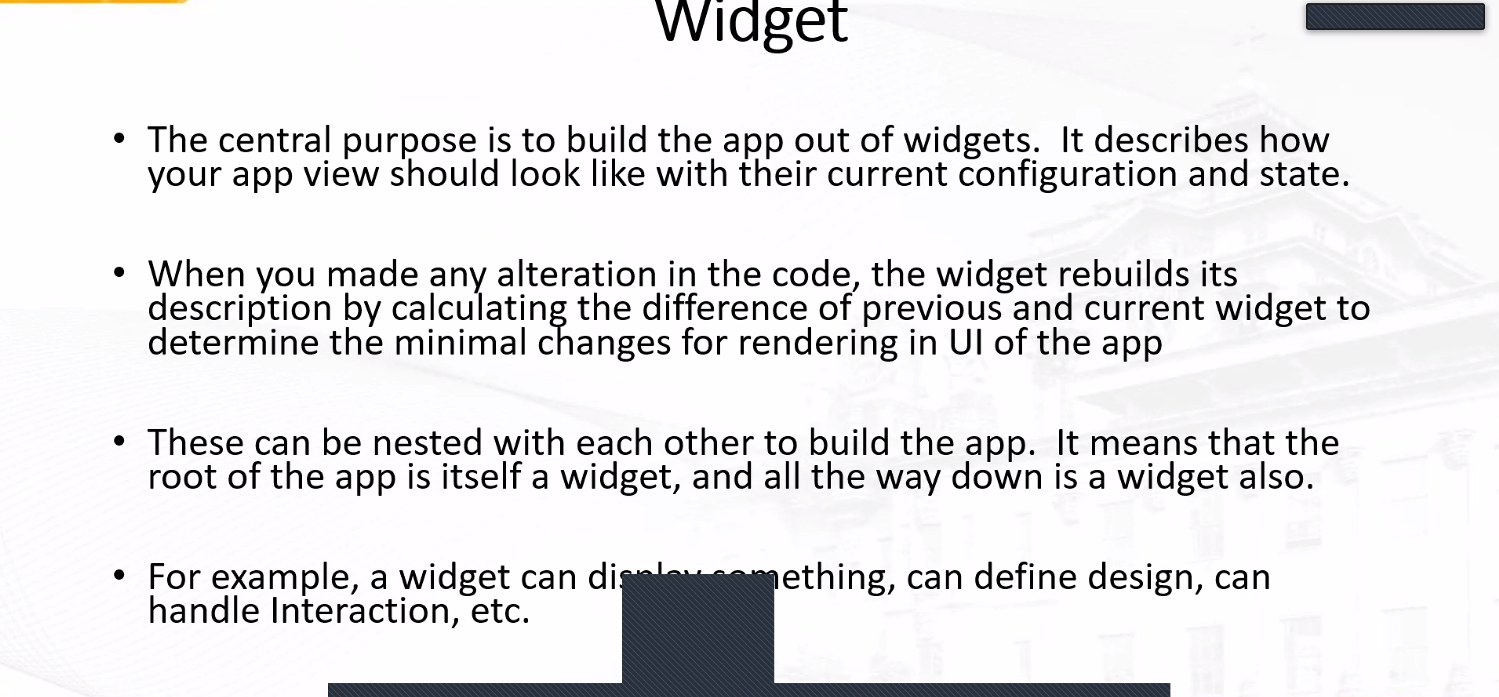 Widget
• The central purpose is to build the app out of widgets.  It describes how
your app view should look like with their current configuration and state.
• When you made any alteration in the code, the widget rebuilds its
description by calculating the difference of previous and current widget to
determine the minimal changes for rendering in UI of the app
• These can be nested with each other to build the app.  It means that the
root of the app is itself a widget, and all the way down is a widget also.
• For example, a widget can display something, can define design, can
handle Interaction, etc.